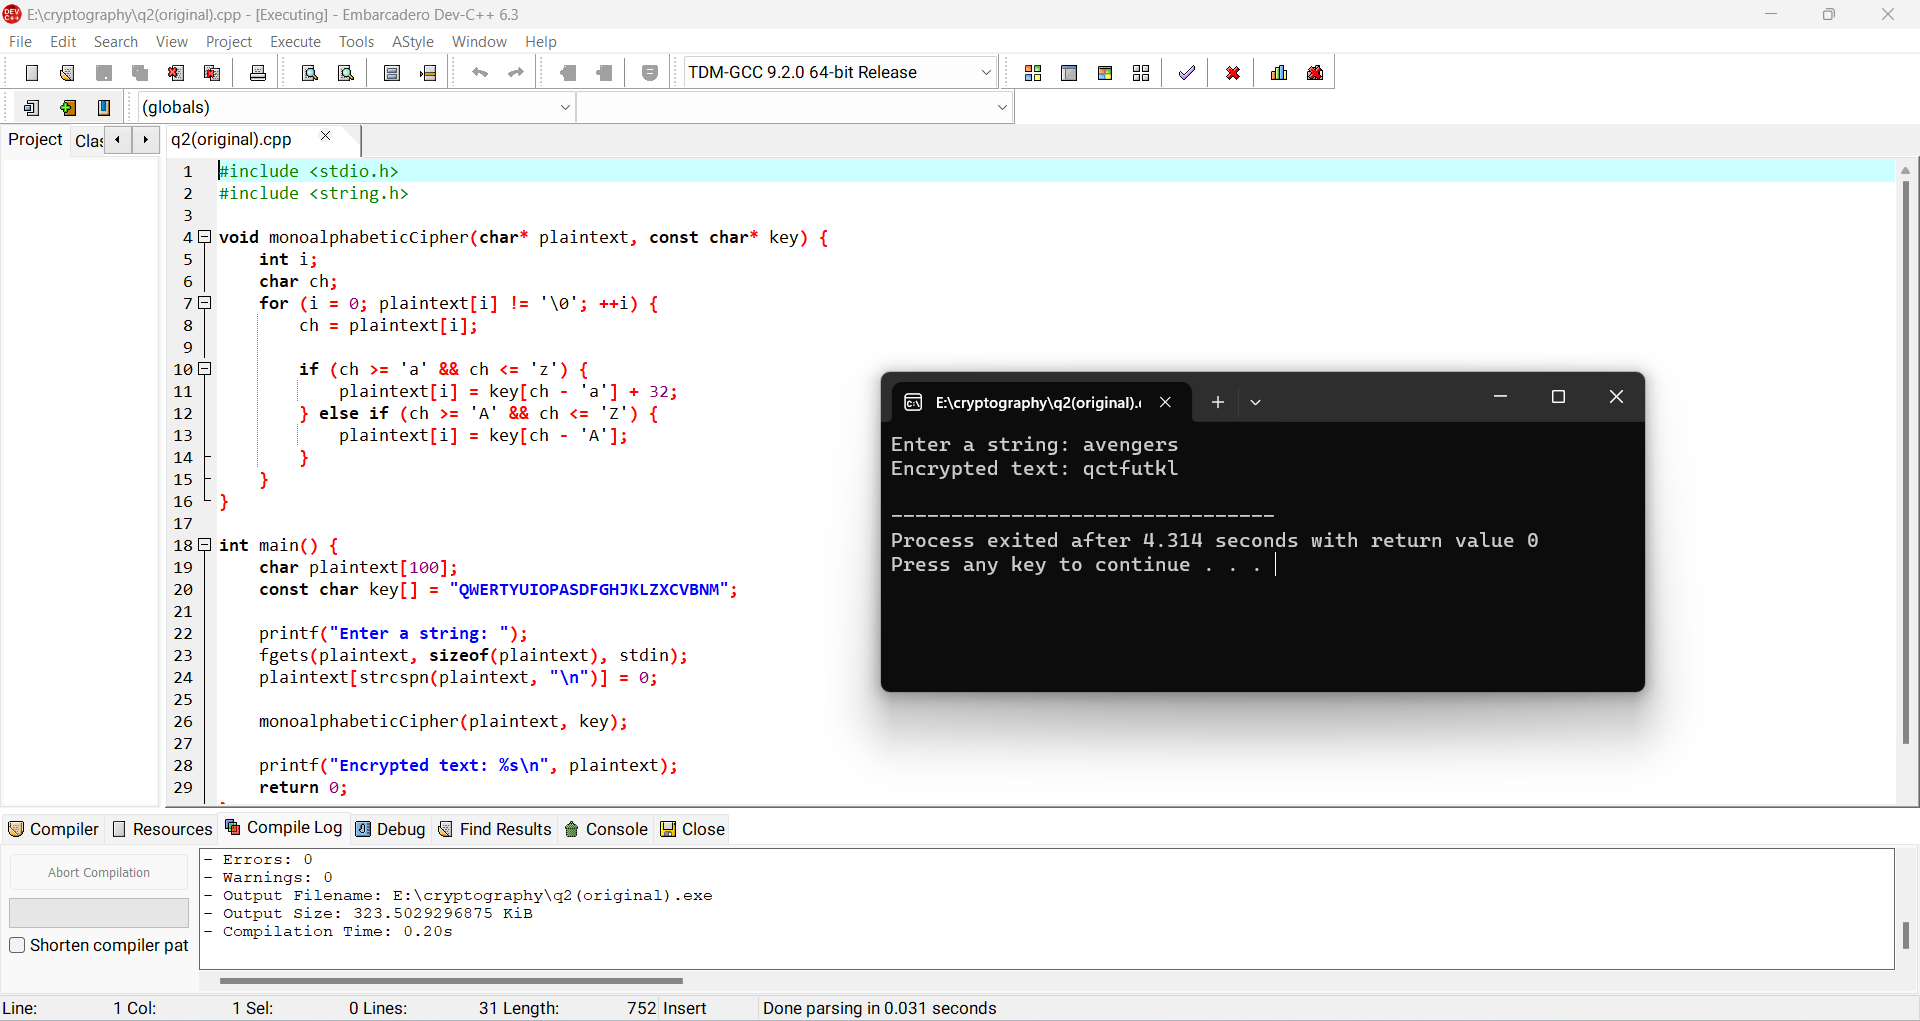 E:\cryptography\q2(original).cpp - [Executing] - Embarcadero Dev-C++ 6.3
File Edit Search View Project Execute Tools AStyle Window Help
TDM-GCC 9.2.0 64-bit Release
(globals)
Project Clas q2(original).cpp
1 #include <stdio.h>
2 #include <string.h>
3
4 void monoalphabeticCipher(char* plaintext, const char* key) {
5 int i;
6 char ch;
7 for (i = 0; plaintext[i] != '\0'; ++i) {
8 ch = plaintext[i];
9
10 if (ch >= 'a' && ch <= 'z') {
11 plaintext[i] = key[ch - 'a'] + 32;
12 } else if (ch >= 'A' && ch <= 'Z') {
13 plaintext[i] = key[ch - 'A'];
14 }
15 }
16 }
17
18 int main() {
19 char plaintext[100];
20 const char key[] = "QWERTYUIOPASDFGHJKLZXCVBNM";
21
22 printf("Enter a string: ");
23 fgets(plaintext, sizeof(plaintext), stdin);
24 plaintext[strcspn(plaintext, "\n")] = 0;
25
26 monoalphabeticCipher(plaintext, key);
27
28 printf("Encrypted text: %s\n", plaintext);
29 return 0;
E:\cryptography\q2(original).
Enter a string: avengers
Encrypted text: qctfutkl
--------------------------------
Process exited after 4.314 seconds with return value 0
Press any key to continue . . .
Compiler Resources Compile Log Debug Find Results Console Close
Abort Compilation
Shorten compiler pat
- Errors: 0
- Warnings: 0
- Output Filename: E:\cryptography\q2(original).exe
- Output Size: 323.5029296875 KiB
- Compilation Time: 0.20s
Line: 1 Col: 1 Sel: 0 Lines: 31 Length: 752 Insert Done parsing in 0.031 seconds